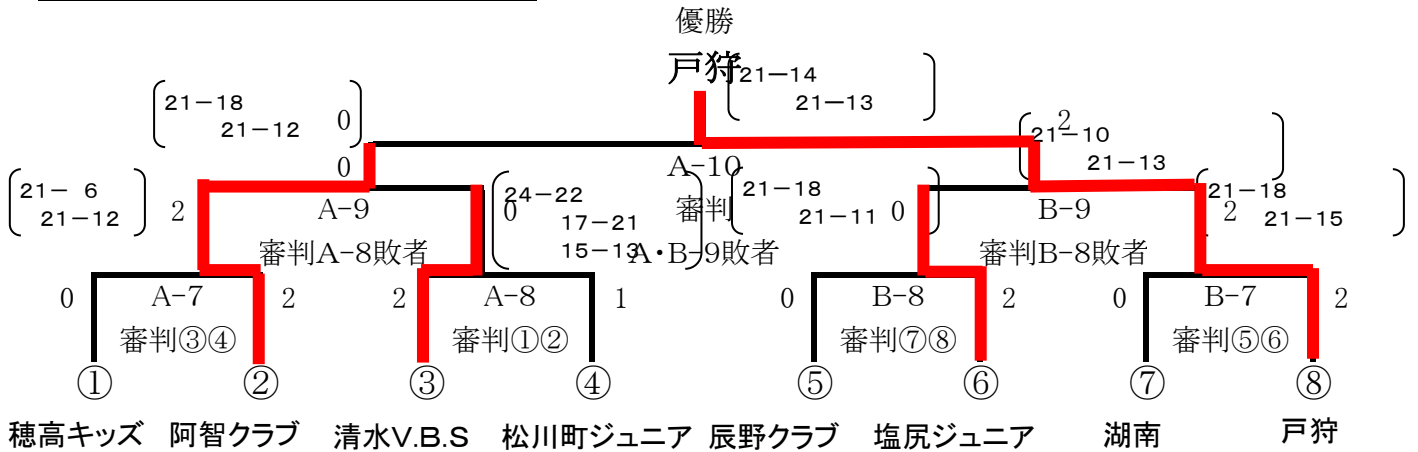 優勝
戸狩
21－14
21－13
21－18
21－12
0
2
21－10
21－13
0
A-10
21－ 6
21－12
2
A-9
24－22
17－21
15－13
0
審判
21－18
21－11
0
B-9
2
21－18
21－15
審判A-8敗者
A・B-9敗者
審判B-8敗者
0
A-7
2
2
A-8
1
0
B-8
2
0
B-7
2
審判③④
審判①②
審判⑦⑧
審判⑤⑥
① ② ③ ④ ⑤ ⑥ ⑦ ⑧
穂高キッズ 阿智クラブ 清水V.B.S 松川町ジュニア 辰野クラブ 塩尻ジュニア 湖南 戸狩